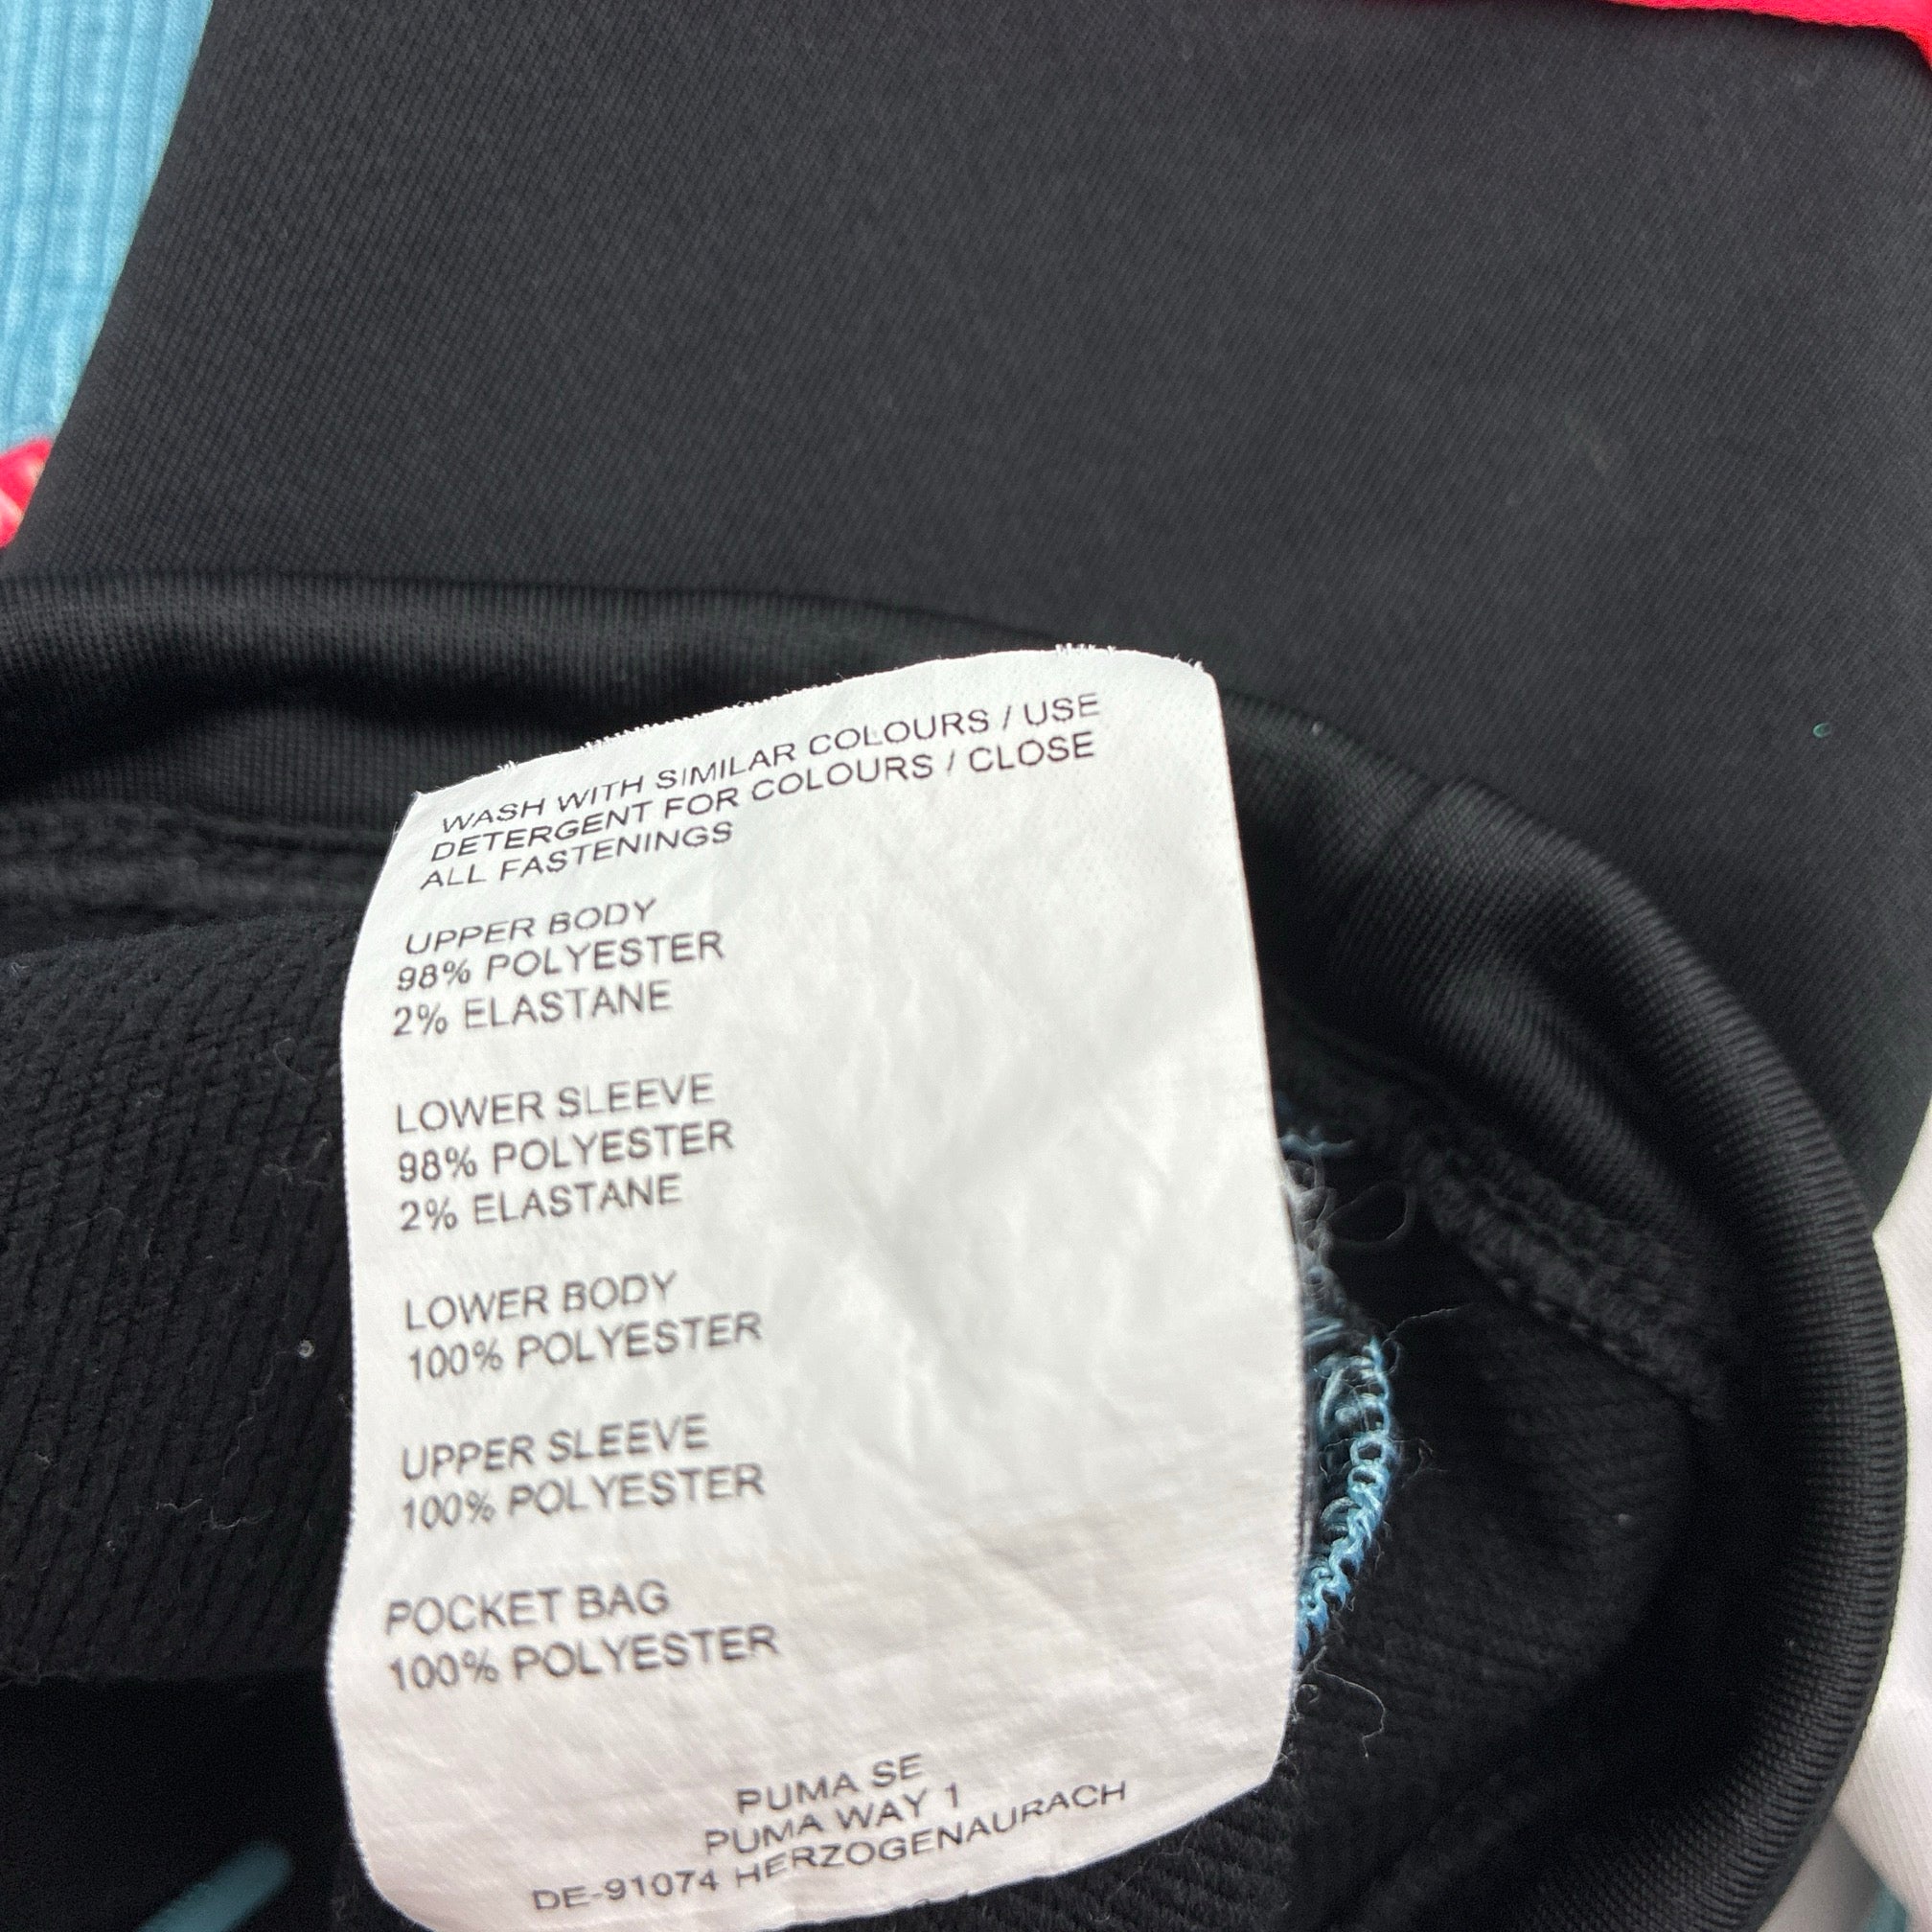 WASH WITH SIMILAR COLOURS / USE
DETERGENT FOR COLOURS / CLOSE
ALL FASTENINGS
UPPER BODY
98% POLYESTER
2% ELASTANE
LOWER SLEEVE
98% POLYESTER
2% ELASTANE
LOWER BODY
100% POLYESTER
UPPER SLEEVE
100% POLYESTER
POCKET BAG
100% POLYESTER
PUMA SE
PUMA WAY 1
DE-91074 HERZOGENAURACH